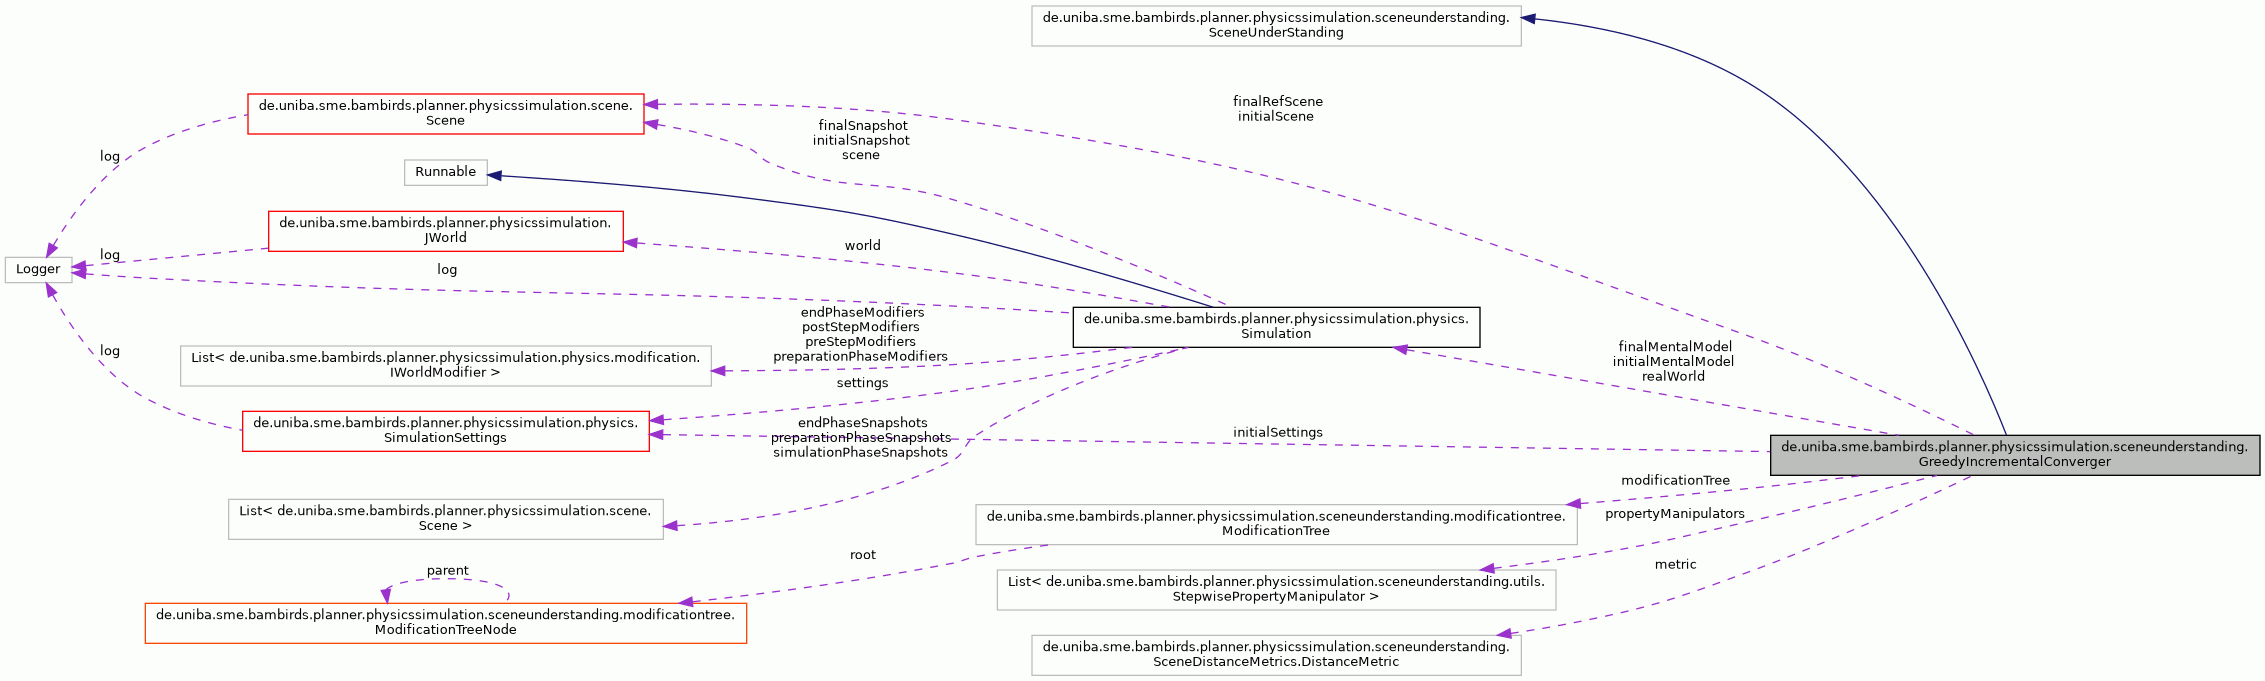 de.uniba.sme.bambirds.planner.physicssimulation.sceneunderstanding.
SceneUnderStanding
de.uniba.sme.bambirds.planner.physicssimulation.scene.
Scene
finalRefScene
initialScene
finalSnapshot
initialSnapshot
scene
log
Runnable
de.uniba.sme.bambirds.planner.physicssimulation.
JWorld
world
log
Logger
log
de.uniba.sme.bambirds.planner.physicssimulation.physics.
Simulation
endPhaseModifiers
postStepModifiers
preStepModifiers
preparationPhaseModifiers
log
List< de.uniba.sme.bambirds.planner.physicssimulation.physics.modification.
IWorldModifier >
finalMentalModel
initialMentalModel
realWorld
settings
de.uniba.sme.bambirds.planner.physicssimulation.physics.
SimulationSettings
endPhaseSnapshots
preparationPhaseSnapshots
simulationPhaseSnapshots
initialSettings
de.uniba.sme.bambirds.planner.physicssimulation.sceneunderstanding.
GreedyIncrementalConverger
modificationTree
List< de.uniba.sme.bambirds.planner.physicssimulation.scene.
Scene >
de.uniba.sme.bambirds.planner.physicssimulation.sceneunderstanding.modificationtree.
ModificationTree
propertyManipulators
root
metric
parent
List< de.uniba.sme.bambirds.planner.physicssimulation.sceneunderstanding.utils.
StepwisePropertyManipulator >
de.uniba.sme.bambirds.planner.physicssimulation.sceneunderstanding.modificationtree.
ModificationTreeNode
de.uniba.sme.bambirds.planner.physicssimulation.sceneunderstanding.
SceneDistanceMetrics.DistanceMetric